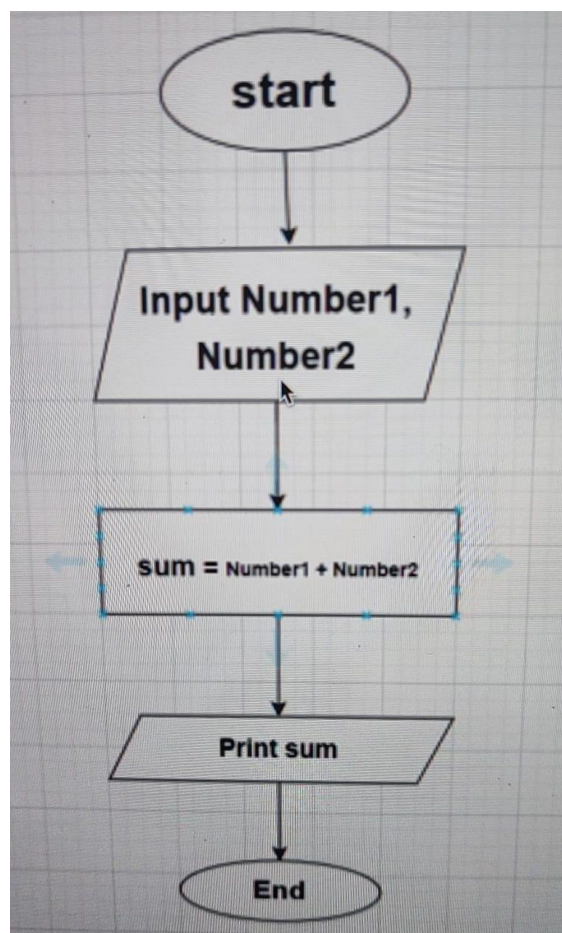 start
Input Number1,
Number2
sum = Number1 + Number2
Print sum
End